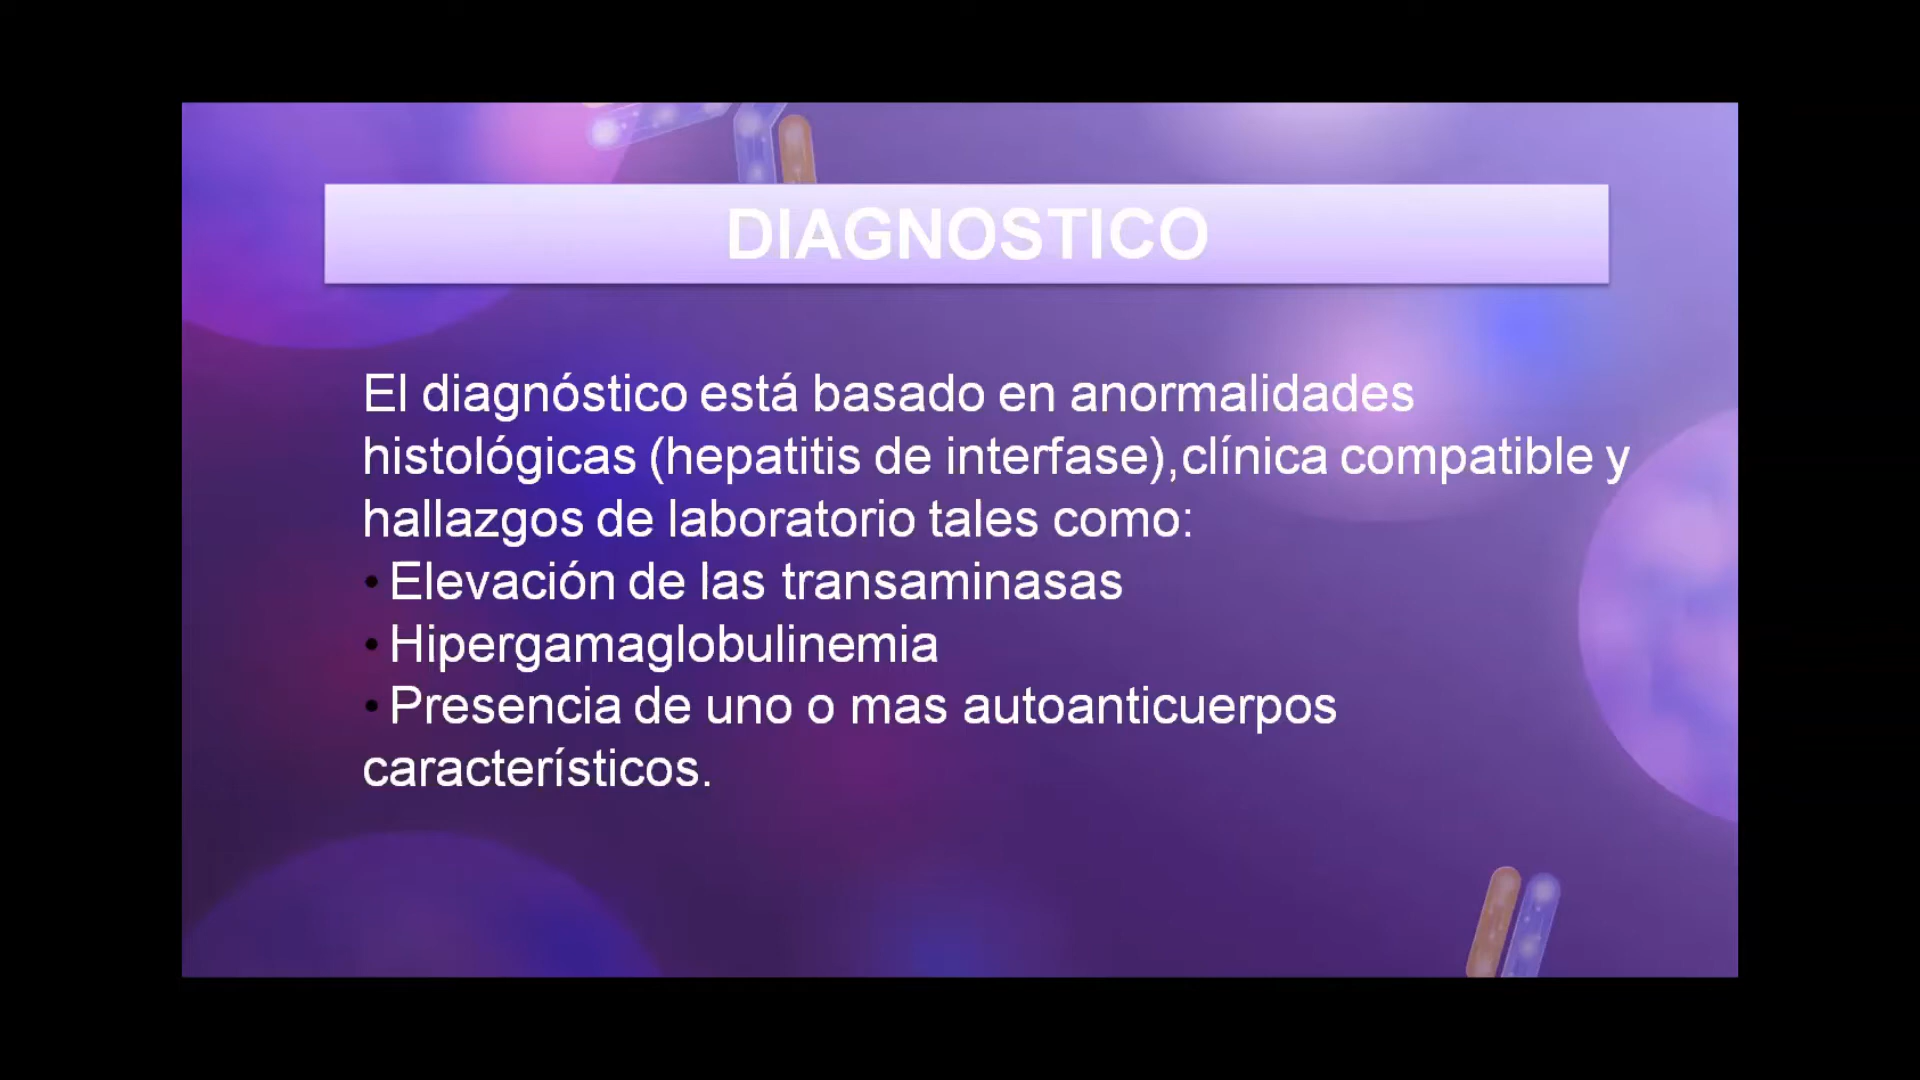 DIAGNOSTICO
El diagnóstico está basado en anormalidades
histológicas (hepatitis de interfase),clínica compatible y
hallazgos de laboratorio tales como:
• Elevación de las transaminasas
• Hipergamaglobulinemia
• Presencia de uno o mas autoanticuerpos
característicos.